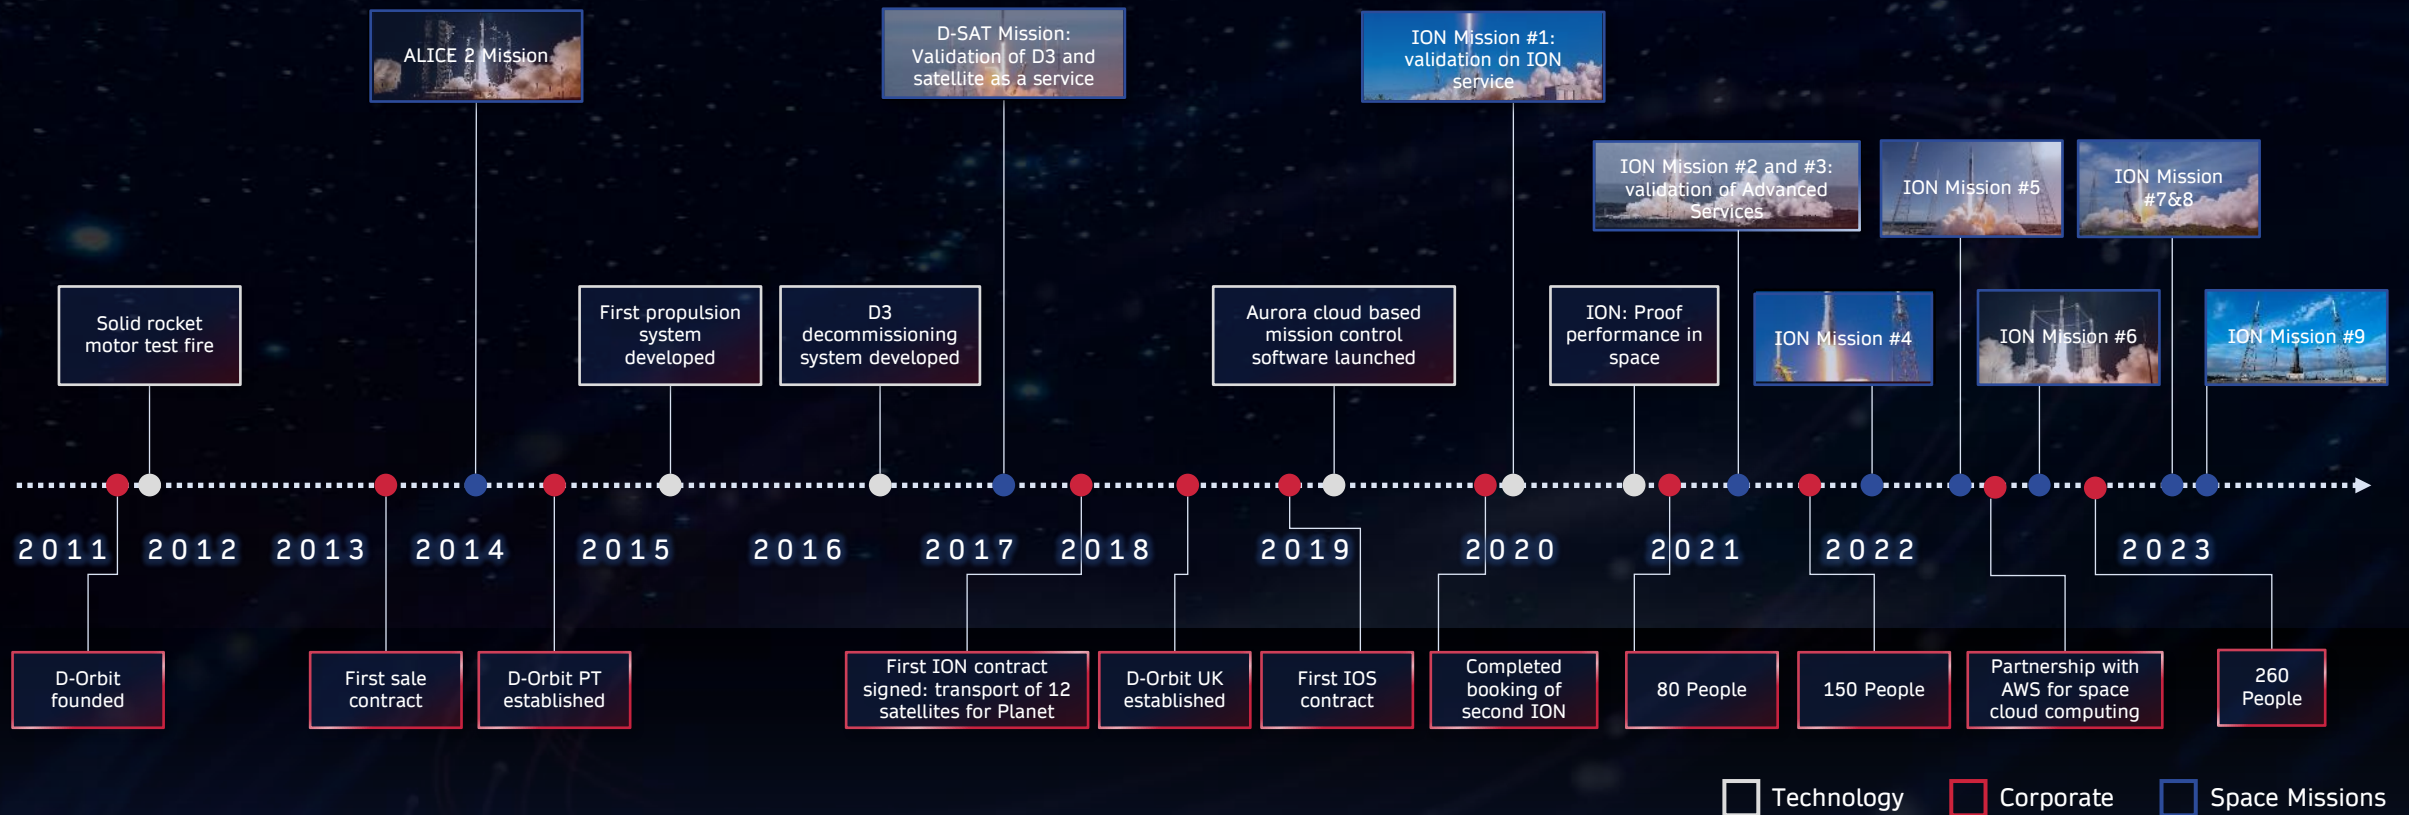 ALICE 2 Mission
D-SAT Mission:
Validation of D3 and
satellite as a service
ION Mission #1:
validation on ION
service
ION Mission #2 and #3:
validation of Advanced
Services
ION Mission #5
ION Mission
#7&8
Solid rocket
motor test fire
First propulsion
system
developed
D3
decommissioning
system developed
Aurora cloud based
mission control
software launched
ION: Proof
performance in
space
ION Mission #4
ION Mission #6
ION Mission #9
2011
2012
2013
2014
2015
2016
2017
2018
2019
2020
2021
2022
2023
D-Orbit
founded
First sale
contract
D-Orbit PT
established
First ION contract
signed: transport of 12
satellites for Planet
D-Orbit UK
established
First IOS
contract
Completed
booking of
second ION
80 People
150 People
Partnership with
AWS for space
cloud computing
260
People
Technology
Corporate
Space Missions